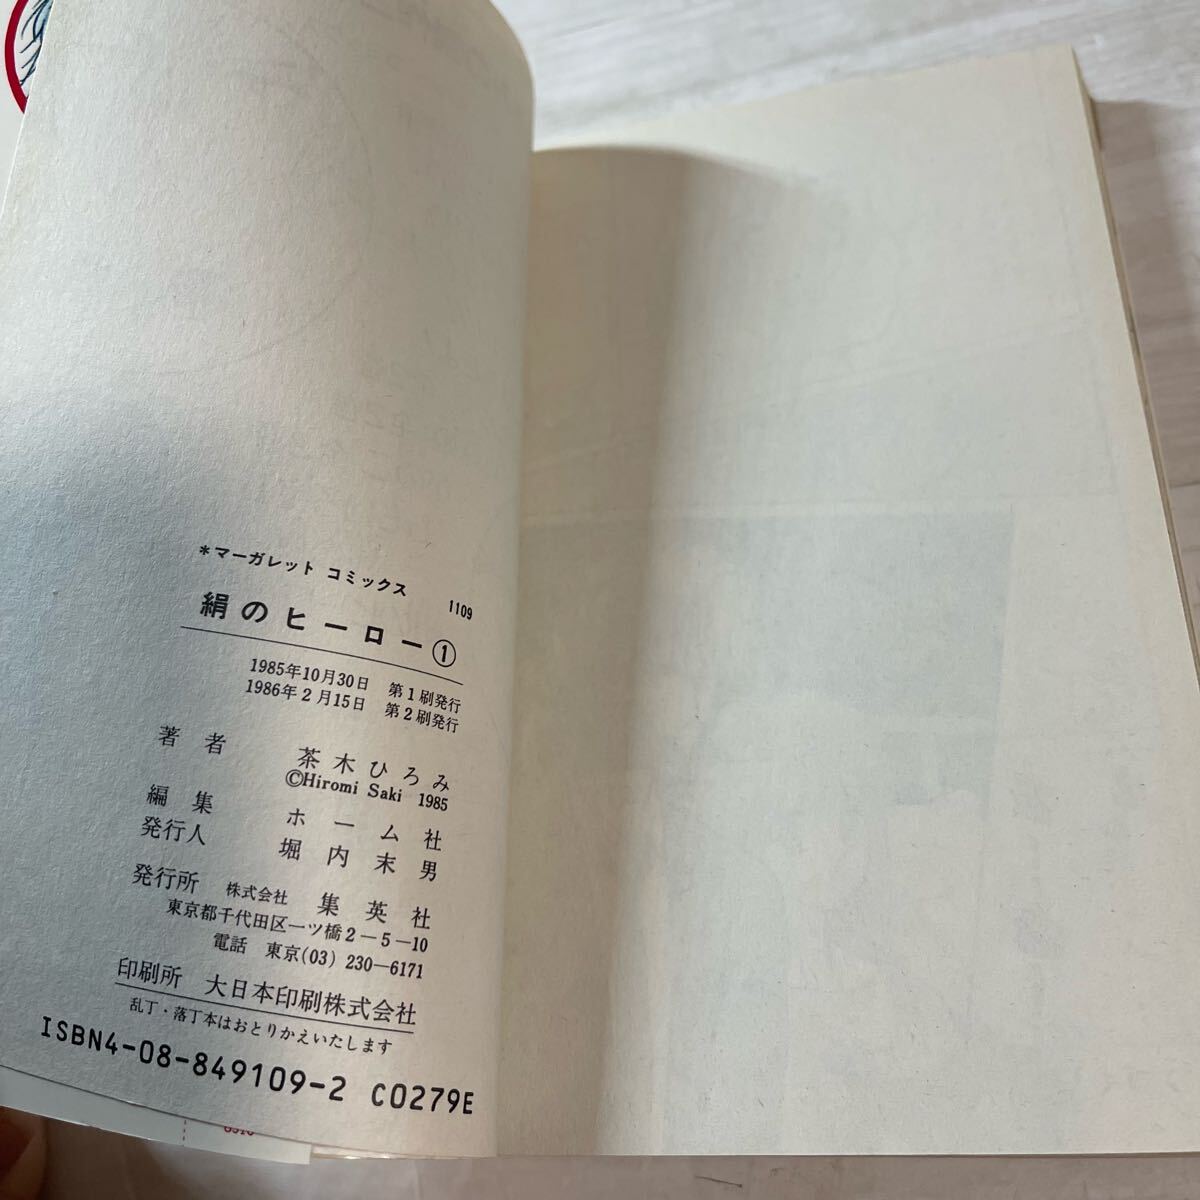 *マーガレット コミックス 1109
絹のヒーロー①
1985年10月30日 第1刷発行
1986年2月15日 第2刷発行
著者 茶木ひろみ
©Hiromi Saki 1985
編集 ホーム社
発行人 堀内末男
発行所 株式会社 集英社
東京都千代田区一ツ橋2—5—10
電話 東京(03) 230—6171
印刷所 大日本印刷株式会社
乱丁・落丁本はおとりかえいたします
ISBN4-08-849109-2 C0279E